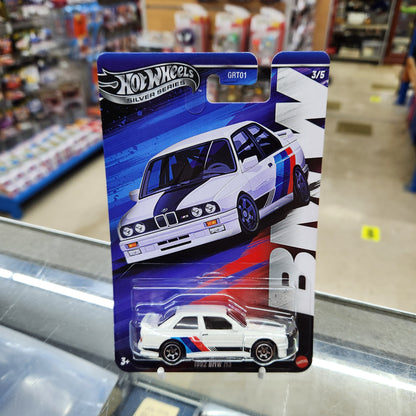 HOT WHEELS
SILVER SERIES
GRT01
3/5
BMW
3+
1992 BMW M3